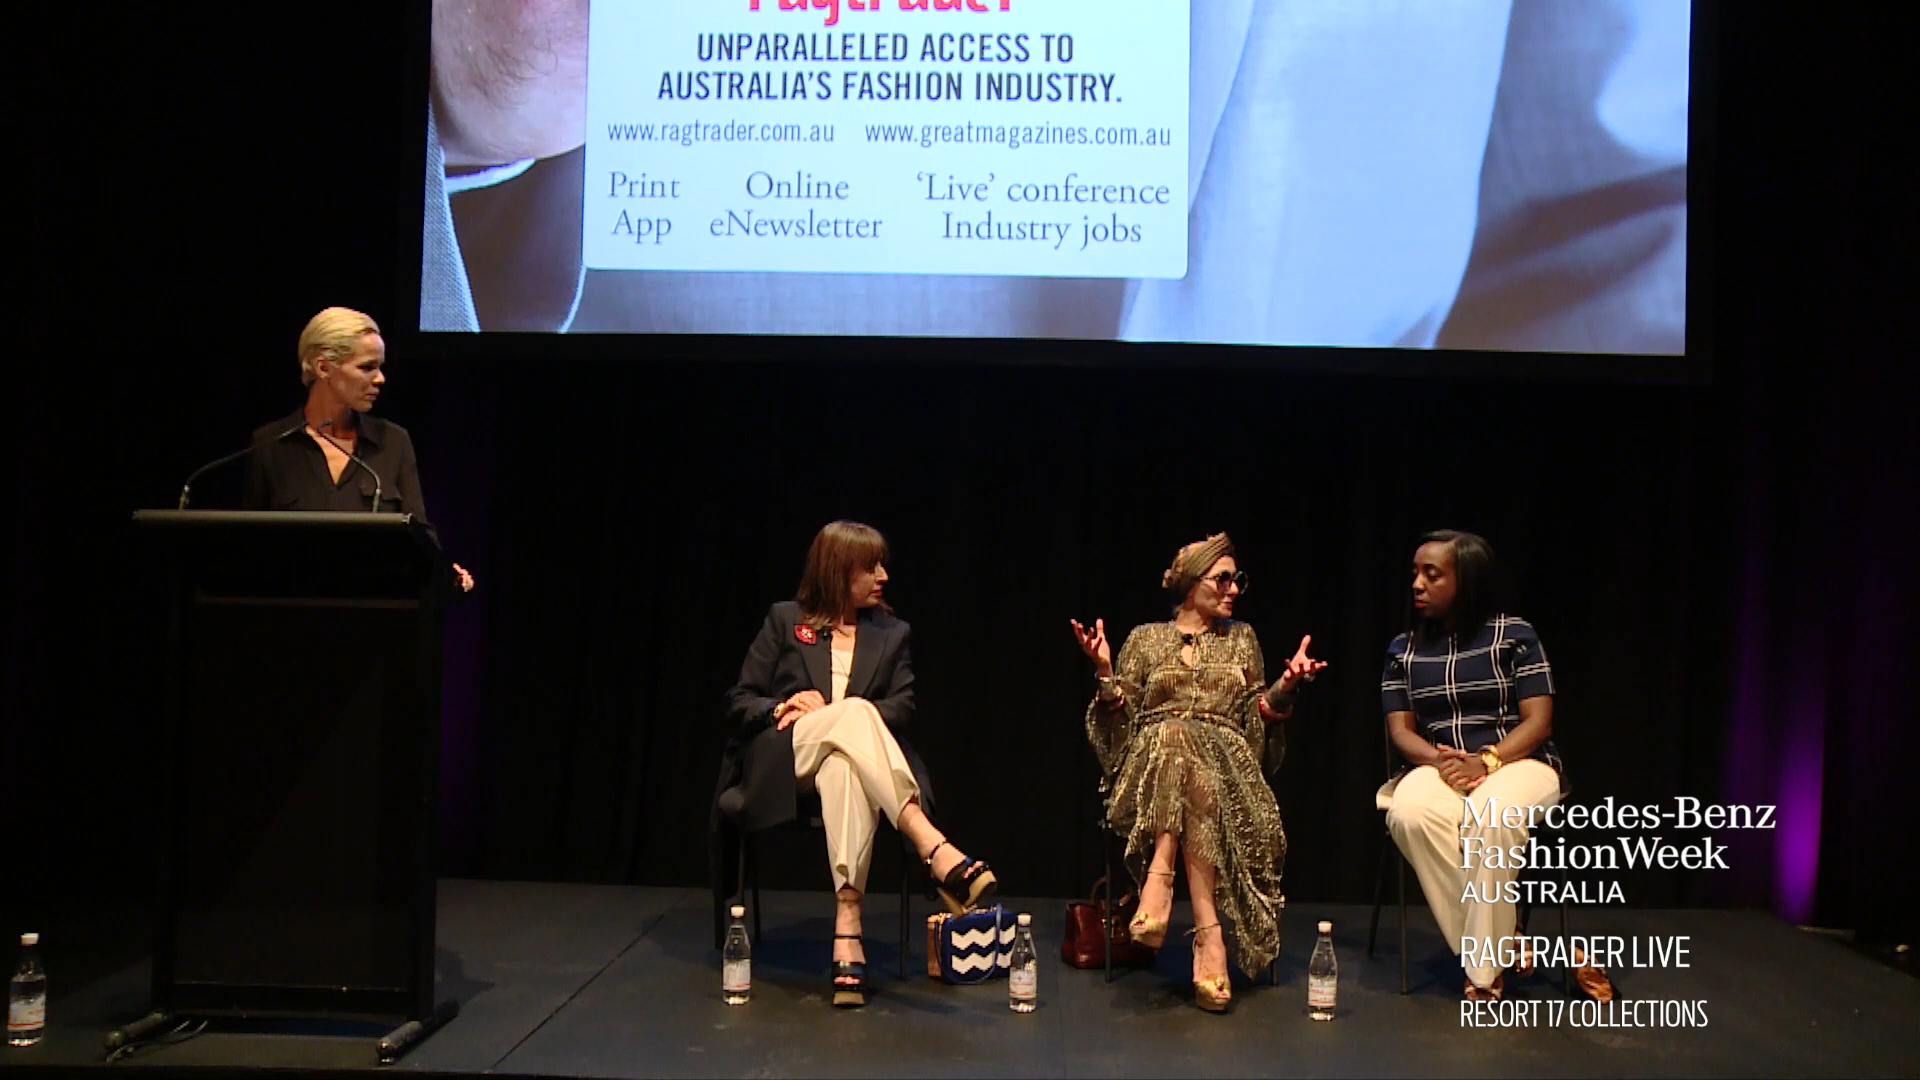 ragtrader
UNPARALLELED ACCESS TO
AUSTRALIA'S FASHION INDUSTRY.
www.ragtrader.com.au www.greatmagazines.com.au
Print Online 'Live' conference
App eNewsletter Industry jobs
Mercedes-Benz
FashionWeek
AUSTRALIA
RAGTRADER LIVE
RESORT 17 COLLECTIONS